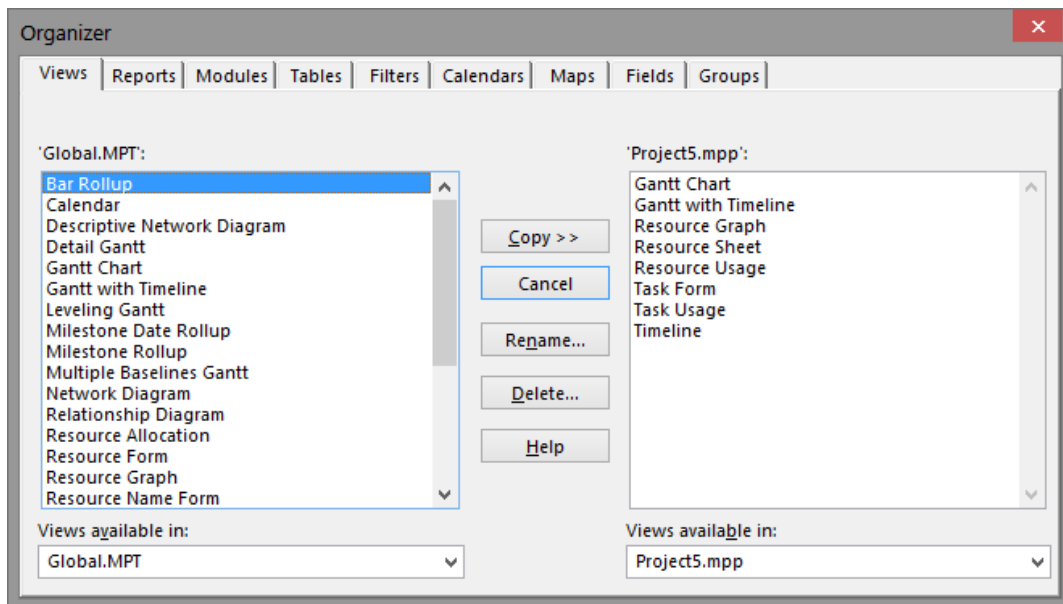 Organizer
Views Reports Modules Tables Filters Calendars Maps Fields Groups
'Global.MPT':
Bar Rollup
Calendar
Descriptive Network Diagram
Detail Gantt
Gantt Chart
Gantt with Timeline
Leveling Gantt
Milestone Date Rollup
Milestone Rollup
Multiple Baselines Gantt
Network Diagram
Relationship Diagram
Resource Allocation
Resource Form
Resource Graph
Resource Name Form
Views available in:
Global.MPT
Copy >>
Cancel
Rename...
Delete...
Help
'Project5.mpp':
Gantt Chart
Gantt with Timeline
Resource Graph
Resource Sheet
Resource Usage
Task Form
Task Usage
Timeline
Views available in:
Project5.mpp